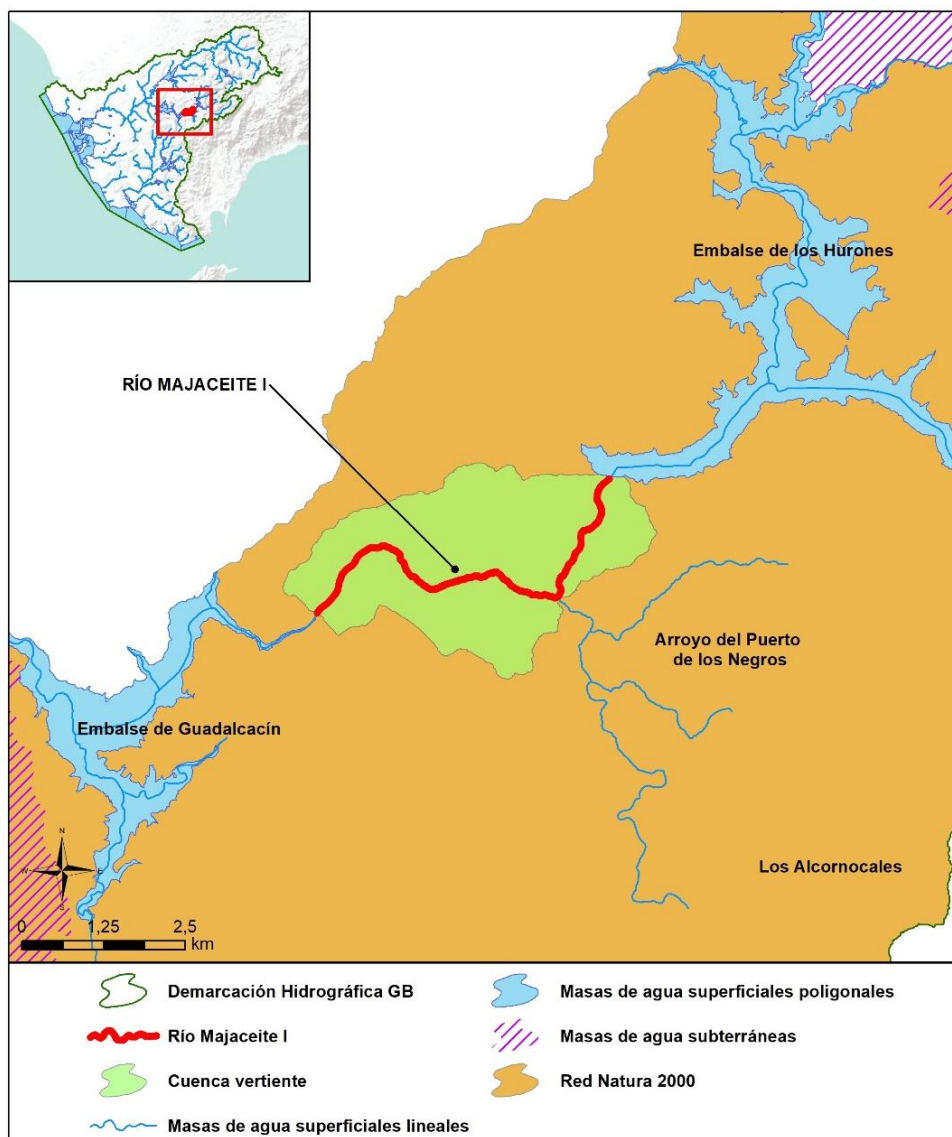 Embalse de los Hurones
RÍO MAJACEITE I
Arroyo del Puerto
de los Negros
Embalse de Guadalcacín
Los Alcornocales
N
W
E
S
0 1,25 2,5
km
Demarcación Hidrográfica GB
Río Majaceite I
Cuenca vertiente
Masas de agua superficiales lineales
Masas de agua superficiales poligonales
Masas de agua subterráneas
Red Natura 2000